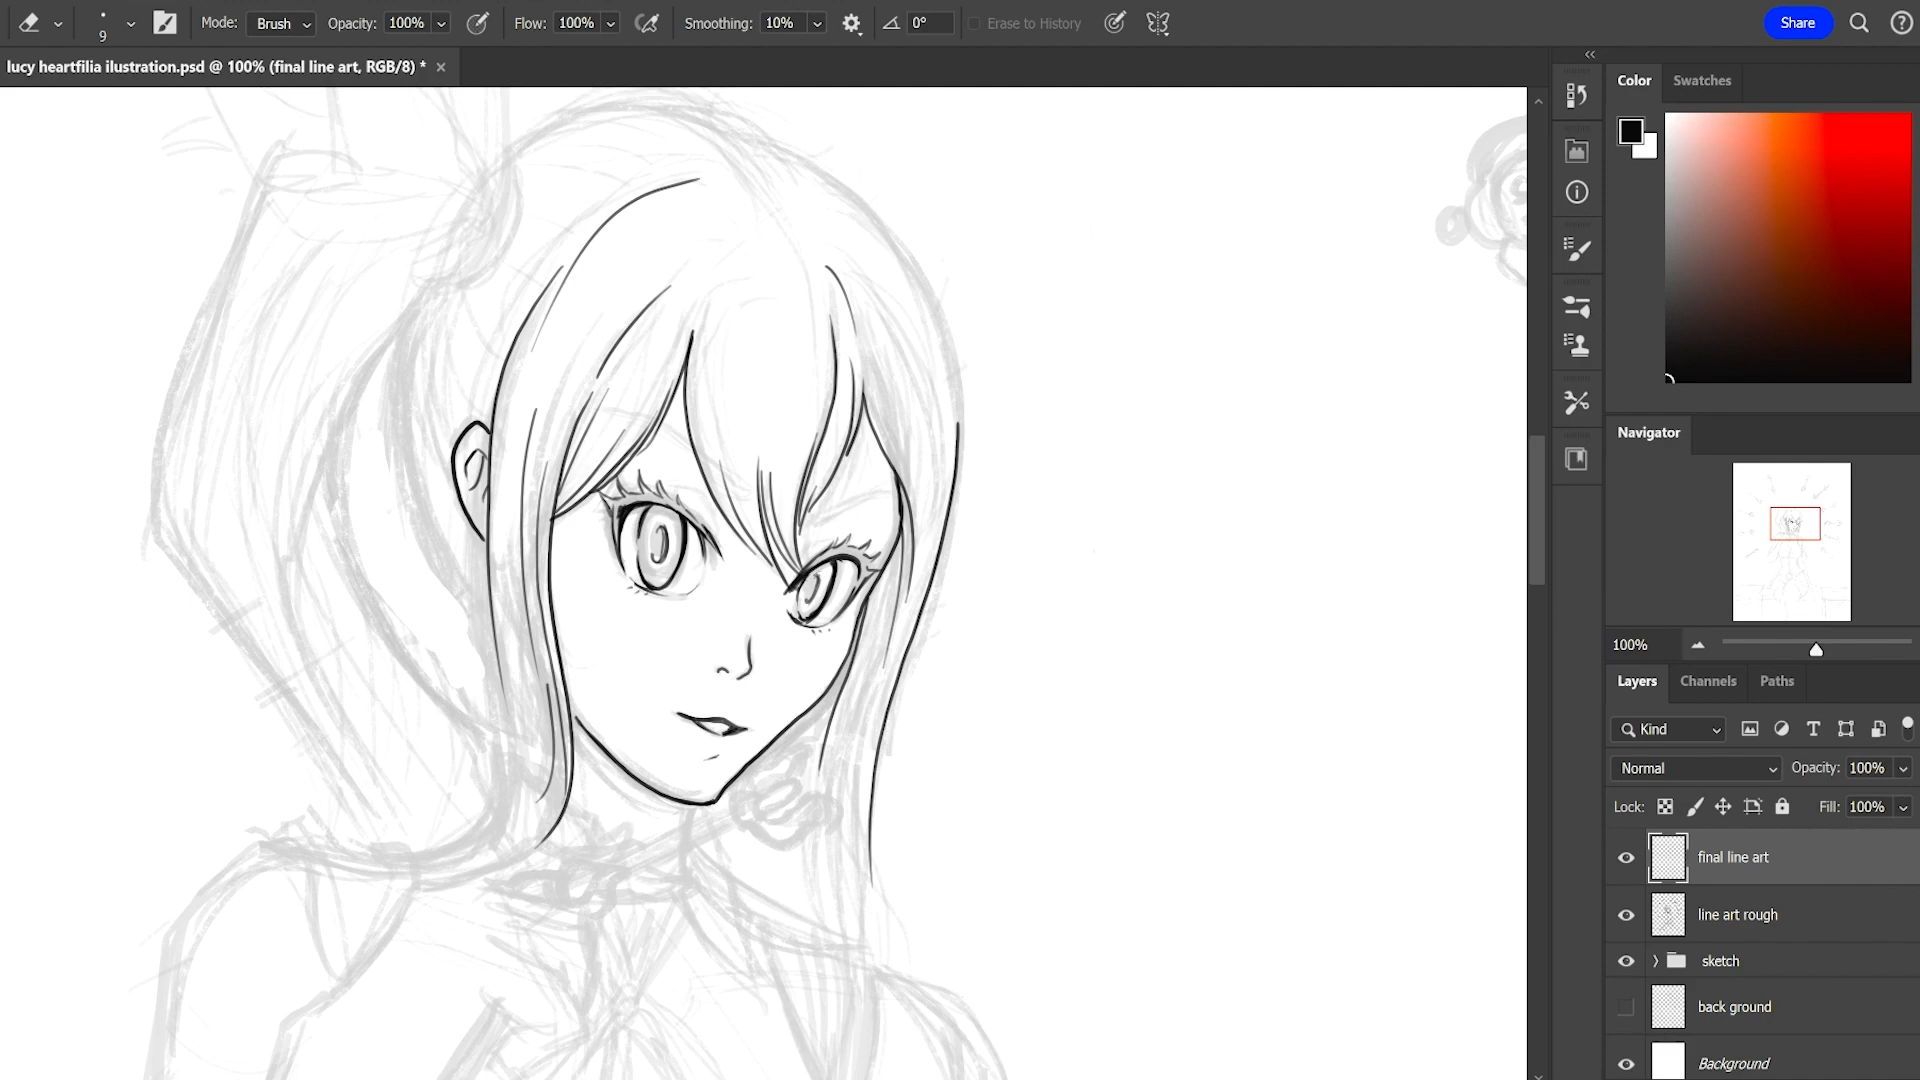 9 Mode: Brush Opacity: 100% Flow: 100% Smoothing: 10% 0° Erase to History Share
lucy heartfilia ilustration.psd @ 100% (final line art, RGB/8) * ×
Color Swatches
Navigator
100%
Layers Channels Paths
Kind
Normal Opacity: 100%
Lock: Fill: 100%
final line art
line art rough
sketch
back ground
Background